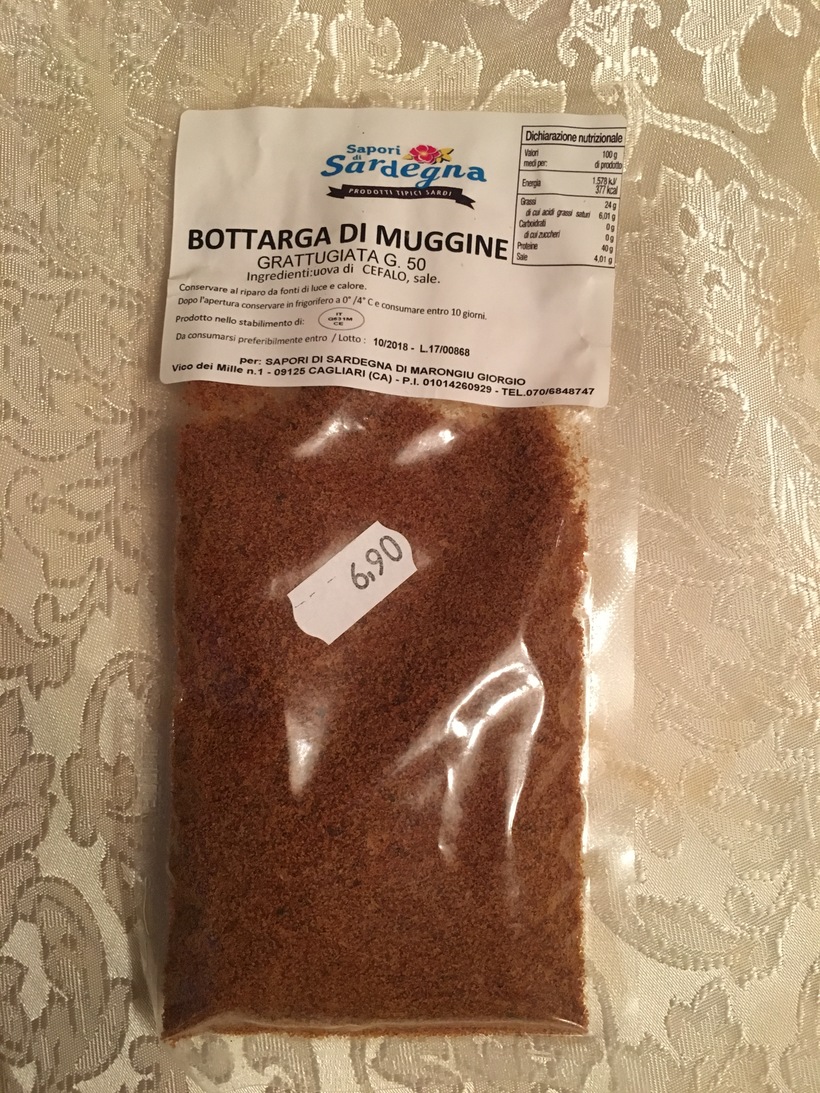 Sapori
di
Sardegna
PRODOTTI TIPICI SARDI
BOTTARGA DI MUGGINE
GRATTUGIATA G. 50
Ingredienti:uova di CEFALO, sale.
Conservare al riparo da fonti di luce e calore.
Dopo l'apertura conservare in frigorifero a 0° /4° C e consumare entro 10 giorni.
Prodotto nello stabilimento di:
IT
CE
Da consumarsi preferibilmente entro / Lotto : 10/2018 - L.17/00868
per: SAPORI DI SARDEGNA DI MARONGIU GIORGIO
Vico dei Mille n.1 - 09125 CAGLIARI (CA) - P.I. 01014260929 - TEL.070/6848747
Dichiarazione nutrizionale
Valori 100 g
medi per: di prodotto
Energia 1.578 kJ/
377 kcal
Grassi 24 g
di cui acidi grassi saturi 6,01 g
Carboidrati 0 g
di cui zuccheri 0 g
Proteine 40 g
Sale 4,01 g
6,90